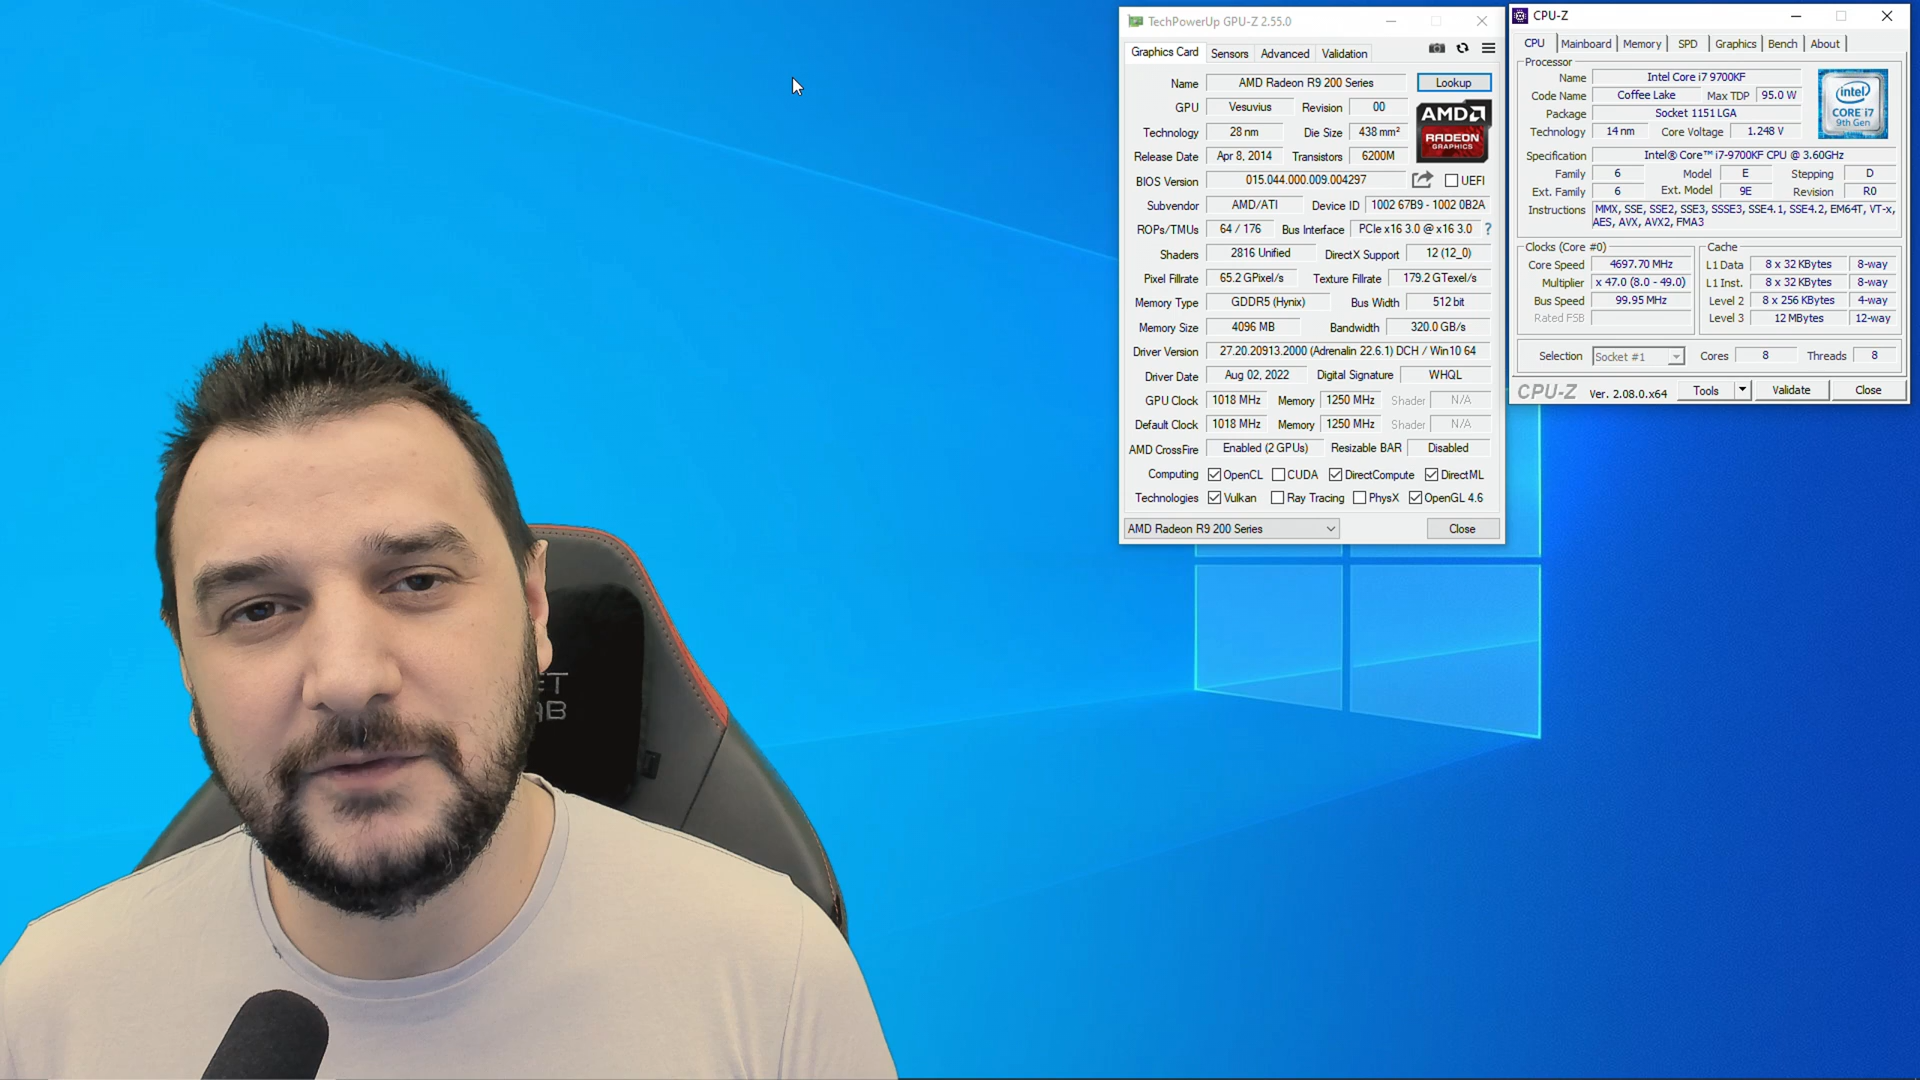 TechPowerUp GPU-Z 2.55.0
Graphics Card Sensors Advanced Validation
Name AMD Radeon R9 200 Series Lookup
GPU Vesuvius Revision 00
Technology 28 nm Die Size 438 mm²
Release Date Apr 8, 2014 Transistors 6200M
AMD
RADEON
GRAPHICS
BIOS Version 015.044.000.009.004297 UEFI
Subvendor AMD/ATI Device ID 1002 67B9 - 1002 0B2A
ROPs/TMUs 64 / 176 Bus Interface PCIe x16 3.0 @ x16 3.0 ?
Shaders 2816 Unified DirectX Support 12 (12_0)
Pixel Fillrate 65.2 GPixel/s Texture Fillrate 179.2 GTexel/s
Memory Type GDDR5 (Hynix) Bus Width 512 bit
Memory Size 4096 MB Bandwidth 320.0 GB/s
Driver Version 27.20.20913.2000 (Adrenalin 22.6.1) DCH / Win10 64
Driver Date Aug 02, 2022 Digital Signature WHQL
GPU Clock 1018 MHz Memory 1250 MHz Shader N/A
Default Clock 1018 MHz Memory 1250 MHz Shader N/A
AMD CrossFire Enabled (2 GPUs) Resizable BAR Disabled
Computing OpenCL CUDA DirectCompute DirectML
Technologies Vulkan Ray Tracing PhysX OpenGL 4.6
AMD Radeon R9 200 Series Close
CPU-Z
CPU Mainboard Memory SPD Graphics Bench About
Processor
Name Intel Core i7 9700KF
Code Name Coffee Lake Max TDP 95.0 W
Package Socket 1151 LGA
Technology 14 nm Core Voltage 1.248 V
intel
CORE i7
9th Gen
Specification Intel® Core™ i7-9700KF CPU @ 3.60GHz
Family 6 Model E Stepping D
Ext. Family 6 Ext. Model 9E Revision R0
Instructions MMX, SSE, SSE2, SSE3, SSSE3, SSE4.1, SSE4.2, EM64T, VT-x,
AES, AVX, AVX2, FMA3
Clocks (Core #0)
Core Speed 4697.70 MHz
Multiplier x 47.0 (8.0 - 49.0)
Bus Speed 99.95 MHz
Rated FSB
Cache
L1 Data 8 x 32 KBytes 8-way
L1 Inst. 8 x 32 KBytes 8-way
Level 2 8 x 256 KBytes 4-way
Level 3 12 MBytes 12-way
Selection Socket #1 Cores 8 Threads 8
CPU-Z Ver. 2.08.0.x64 Tools Validate Close